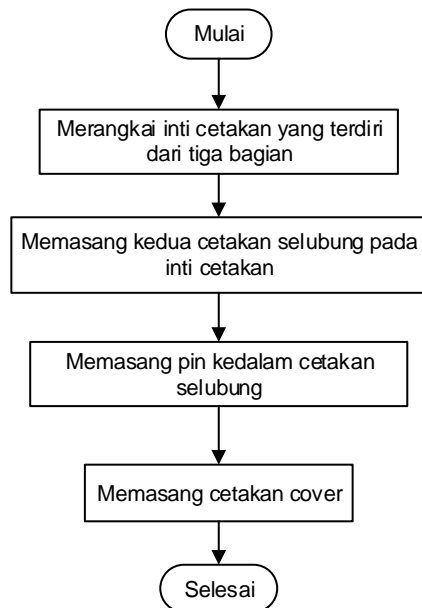 Mulai
Merangkai inti cetakan yang terdiri
dari tiga bagian
Memasang kedua cetakan selubung pada
inti cetakan
Memasang pin kedalam cetakan
selubung
Memasang cetakan cover
Selesai